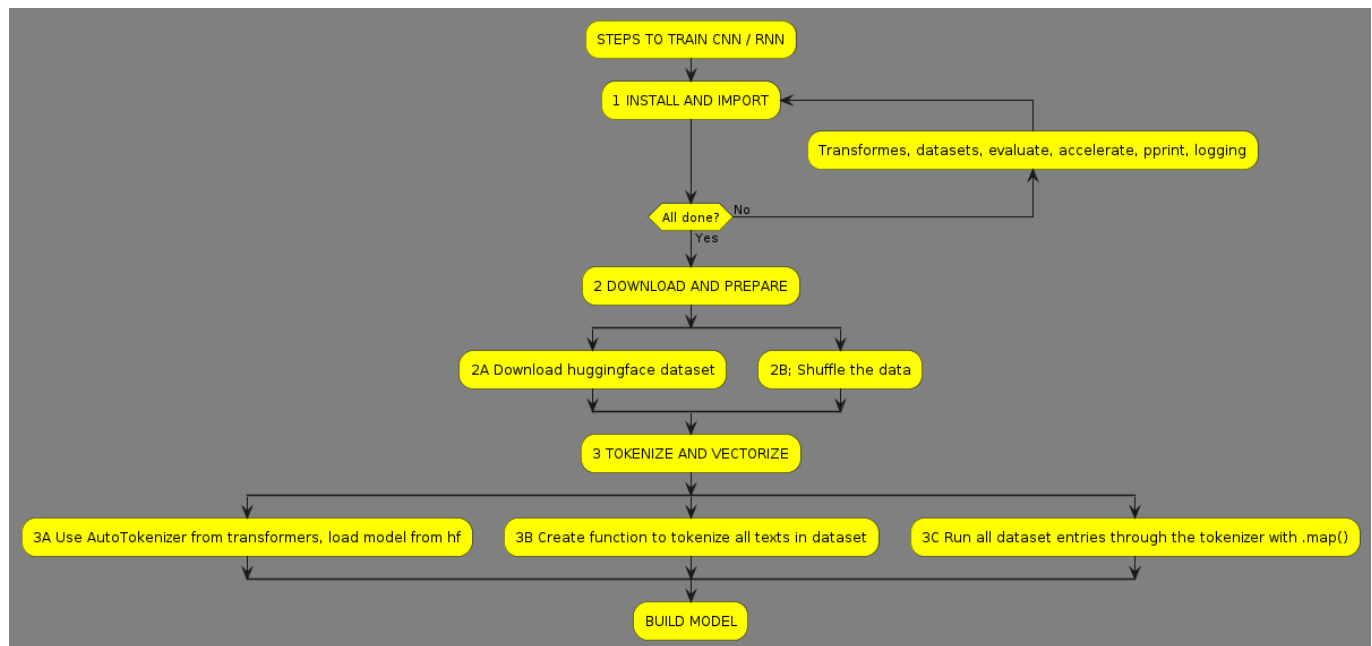 STEPS TO TRAIN CNN / RNN
1 INSTALL AND IMPORT
Transformes, datasets, evaluate, accelerate, pprint, logging
All done?
No
Yes
2 DOWNLOAD AND PREPARE
2A Download huggingface dataset
2B; Shuffle the data
3 TOKENIZE AND VECTORIZE
3A Use AutoTokenizer from transformers, load model from hf
3B Create function to tokenize all texts in dataset
3C Run all dataset entries through the tokenizer with .map()
BUILD MODEL